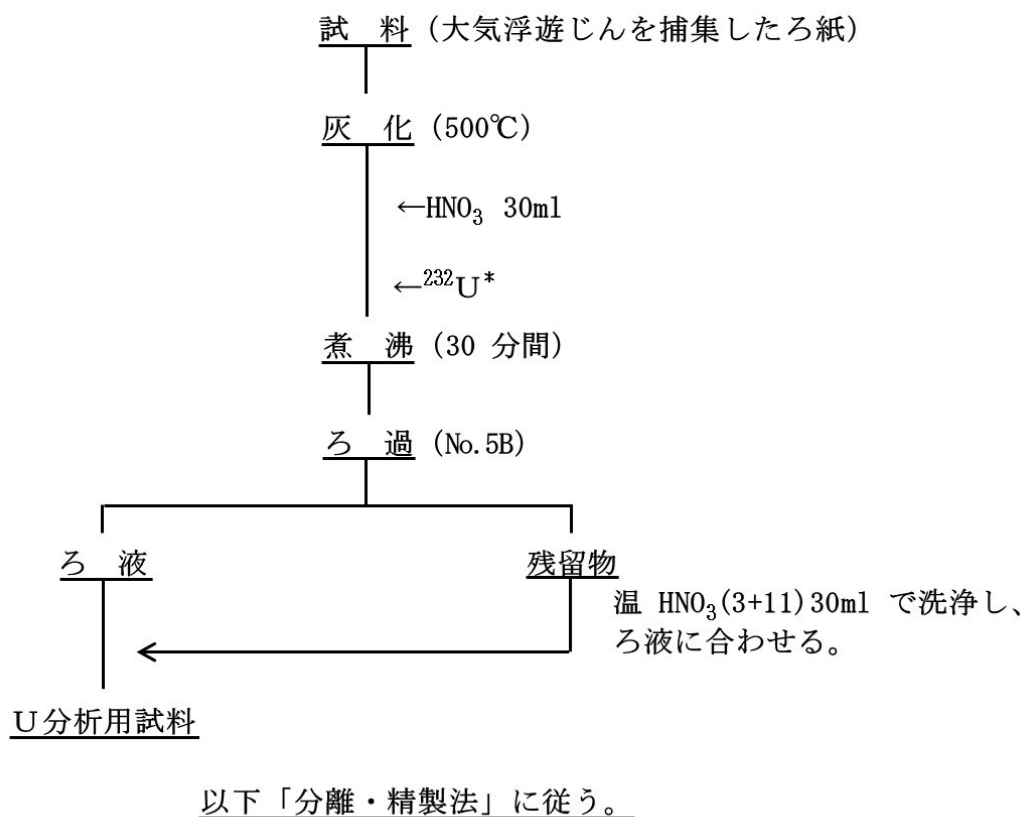 試　料（大気浮遊じんを捕集したろ紙）
灰　化（500℃）
←HNO₃ 30ml
←²³²U*
煮　沸（30 分間）
ろ　過（No.5B）
ろ　液
残留物
温 HNO₃(3+11)30ml で洗浄し、
ろ液に合わせる。
U分析用試料
以下「分離・精製法」に従う。